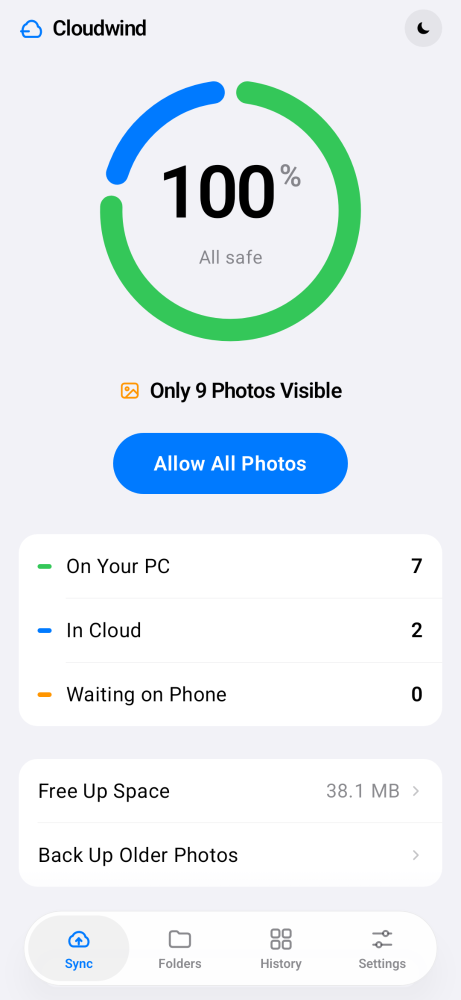 Cloudwind
100%
All safe
Only 9 Photos Visible
Allow All Photos
On Your PC 7
In Cloud 2
Waiting on Phone 0
Free Up Space 38.1 MB
Back Up Older Photos
Sync Folders History Settings